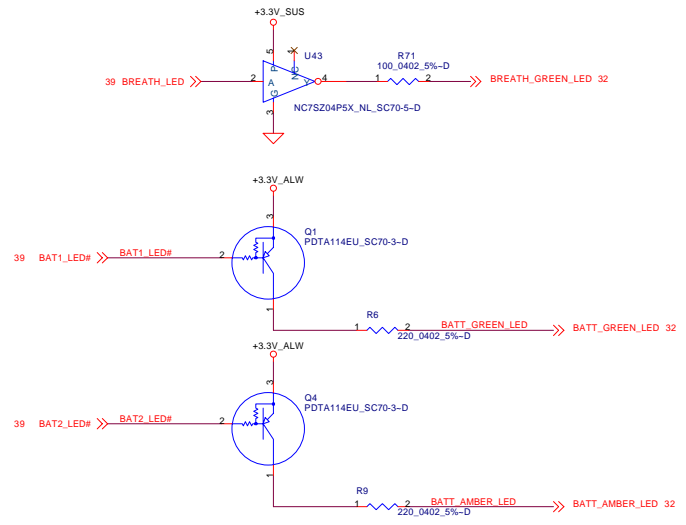 +3.3V_SUS
5
U43
1
P
NC
R71
100_0402_5%~D
39 BREATH_LED
2
A
Y
4
1
2
BREATH_GREEN_LED 32
G
3
NC7SZ04P5X_NL_SC70-5~D
+3.3V_ALW
3
Q1
PDTA114EU_SC70-3~D
39 BAT1_LED#
BAT1_LED#
2
1
R6
1
2
BATT_GREEN_LED
BATT_GREEN_LED 32
220_0402_5%~D
+3.3V_ALW
3
Q4
PDTA114EU_SC70-3~D
39 BAT2_LED#
BAT2_LED#
2
1
R9
1
2
BATT_AMBER_LED
BATT_AMBER_LED 32
220_0402_5%~D